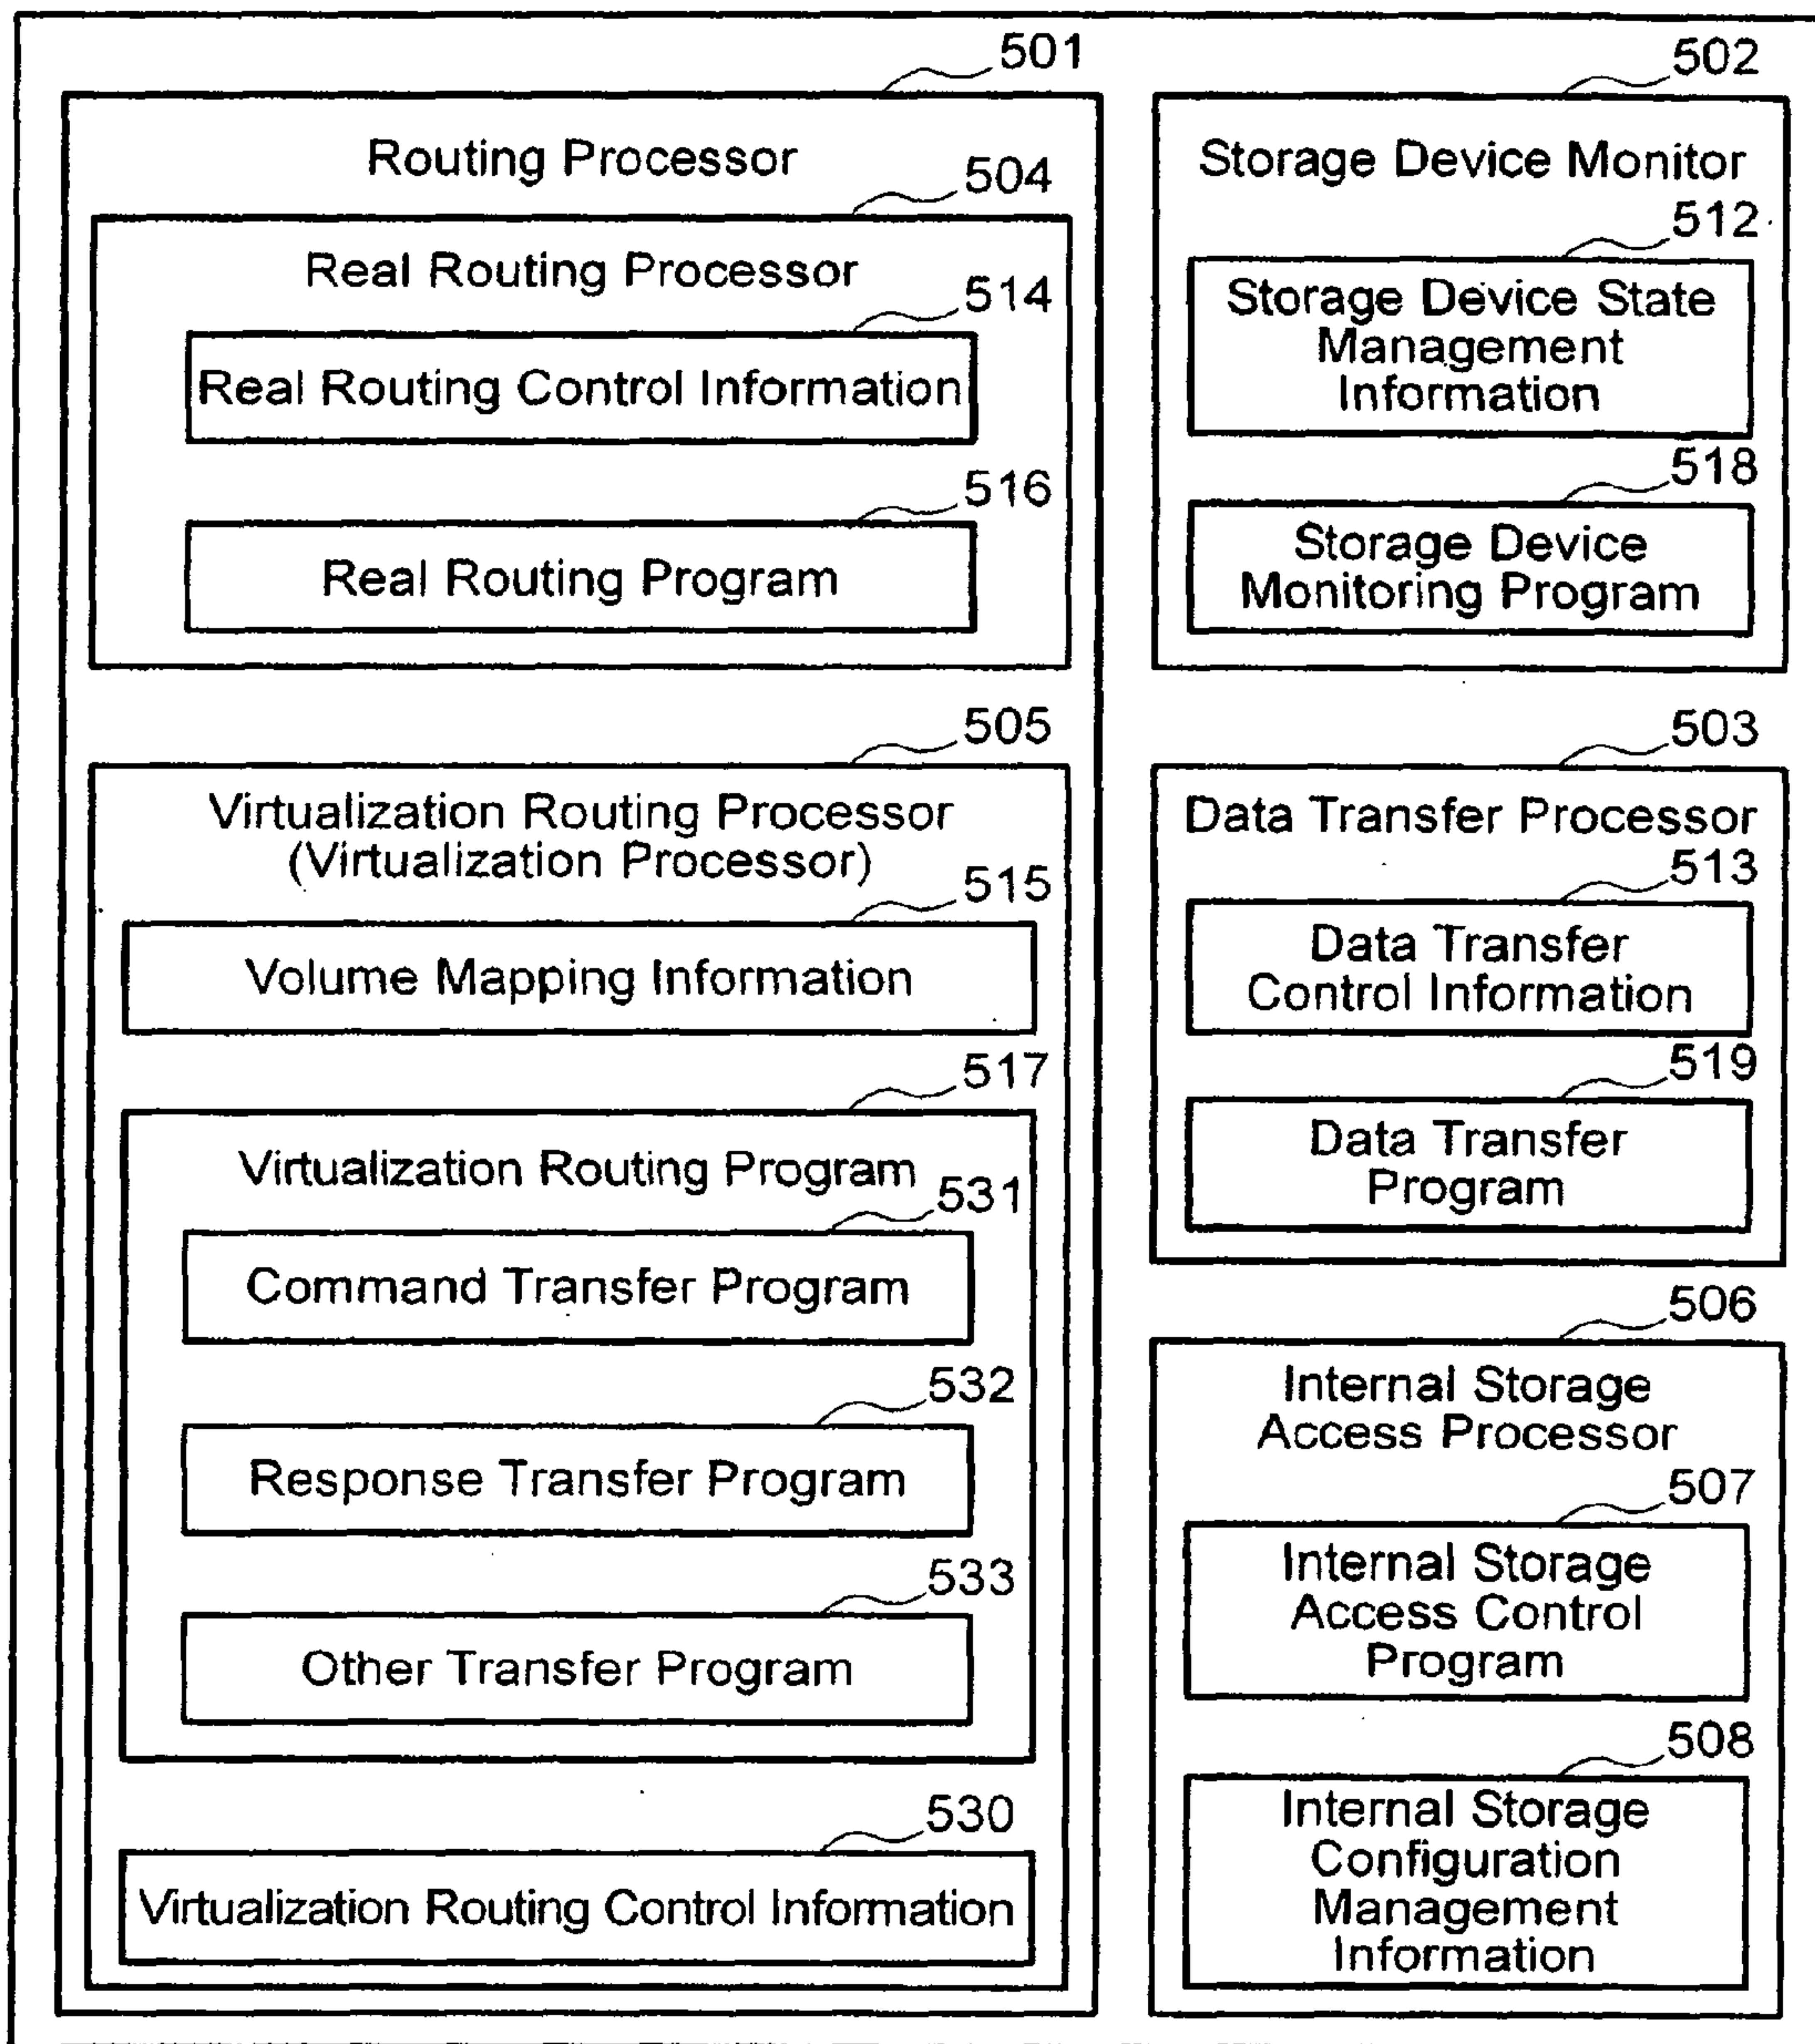 501
Routing Processor
504
Real Routing Processor
514
Real Routing Control Information
516
Real Routing Program
505
Virtualization Routing Processor
(Virtualization Processor)
515
Volume Mapping Information
517
Virtualization Routing Program
531
Command Transfer Program
532
Response Transfer Program
533
Other Transfer Program
530
Virtualization Routing Control Information
502
Storage Device Monitor
512
Storage Device State
Management
Information
518
Storage Device
Monitoring Program
503
Data Transfer Processor
513
Data Transfer
Control Information
519
Data Transfer
Program
506
Internal Storage
Access Processor
507
Internal Storage
Access Control
Program
508
Internal Storage
Configuration
Management
Information